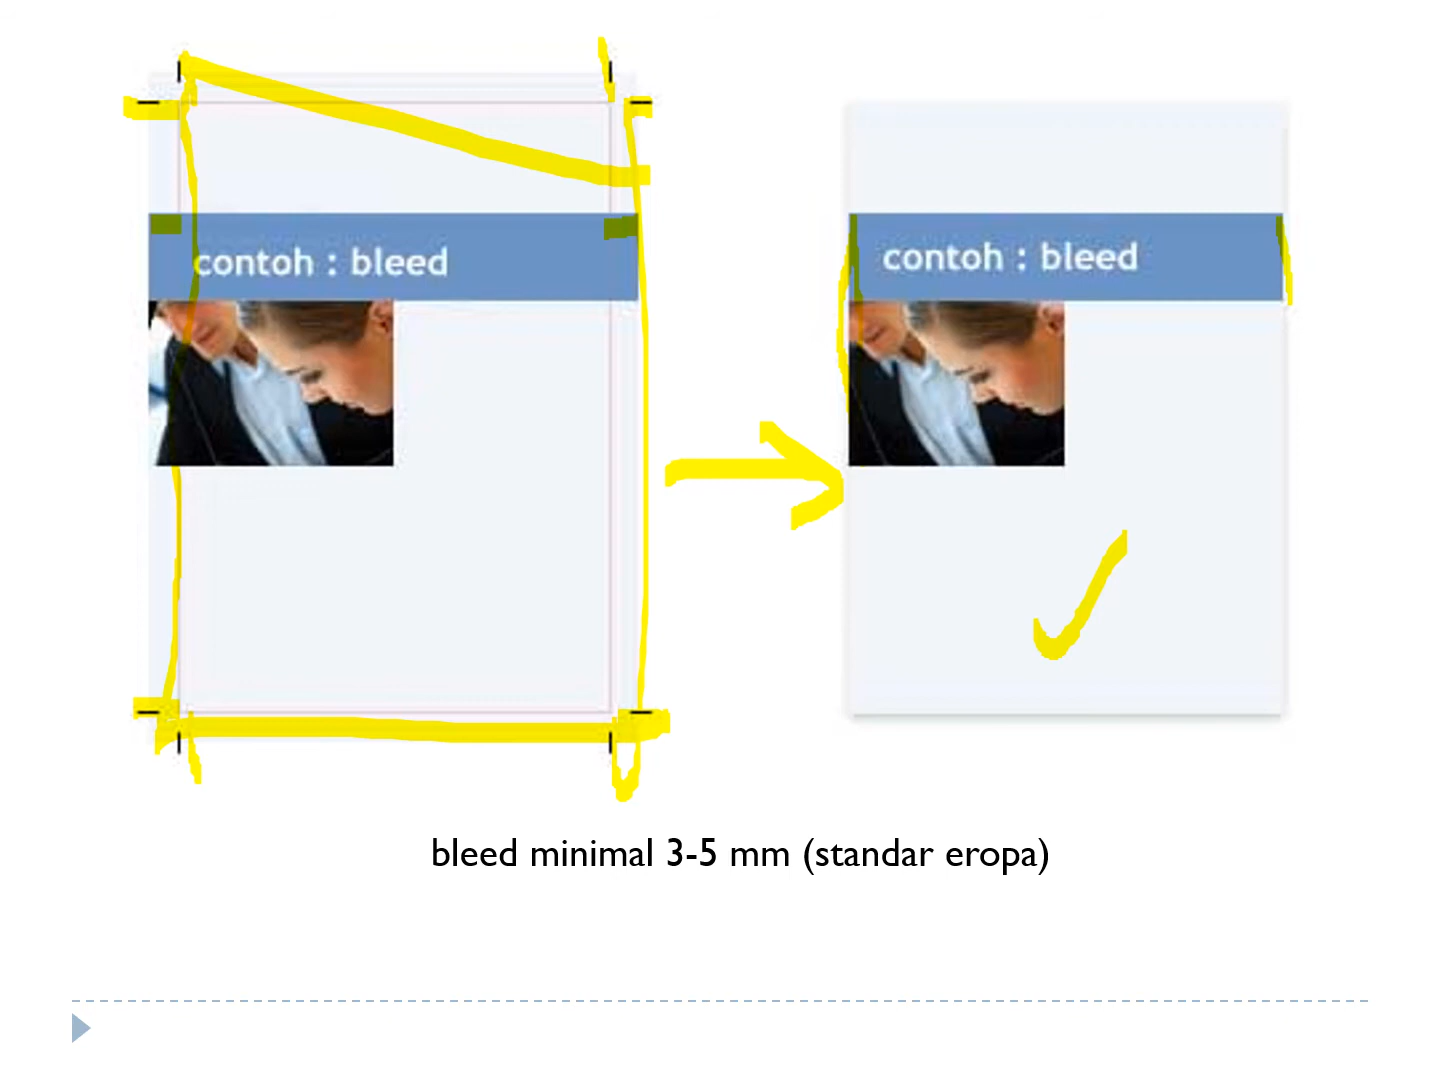 contoh : bleed
contoh : bleed
bleed minimal 3-5 mm (standar eropa)